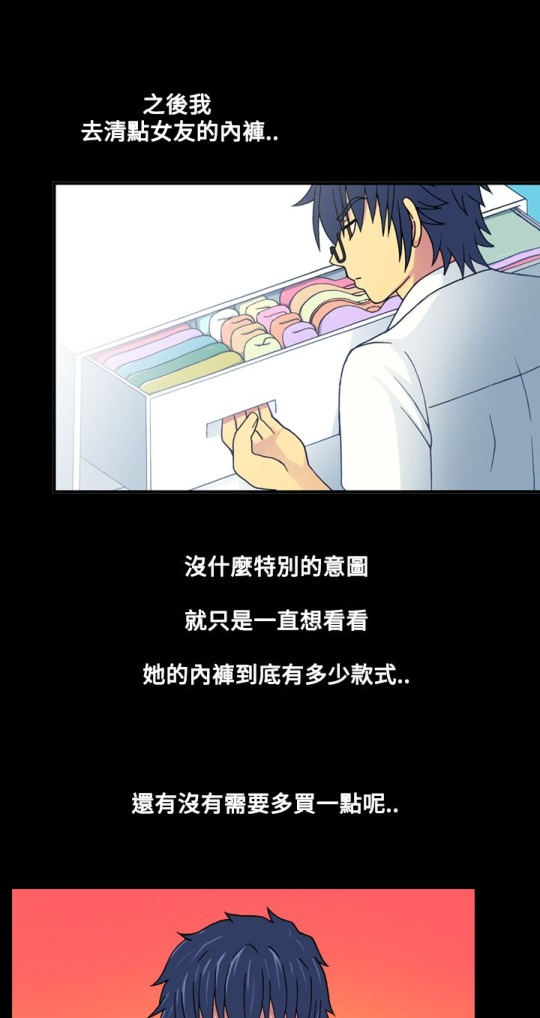 之後我
去清點女友的內褲..
沒什麼特別的意圖
就只是一直想看看
她的內褲到底有多少款式..
還有沒有需要多買一點呢..